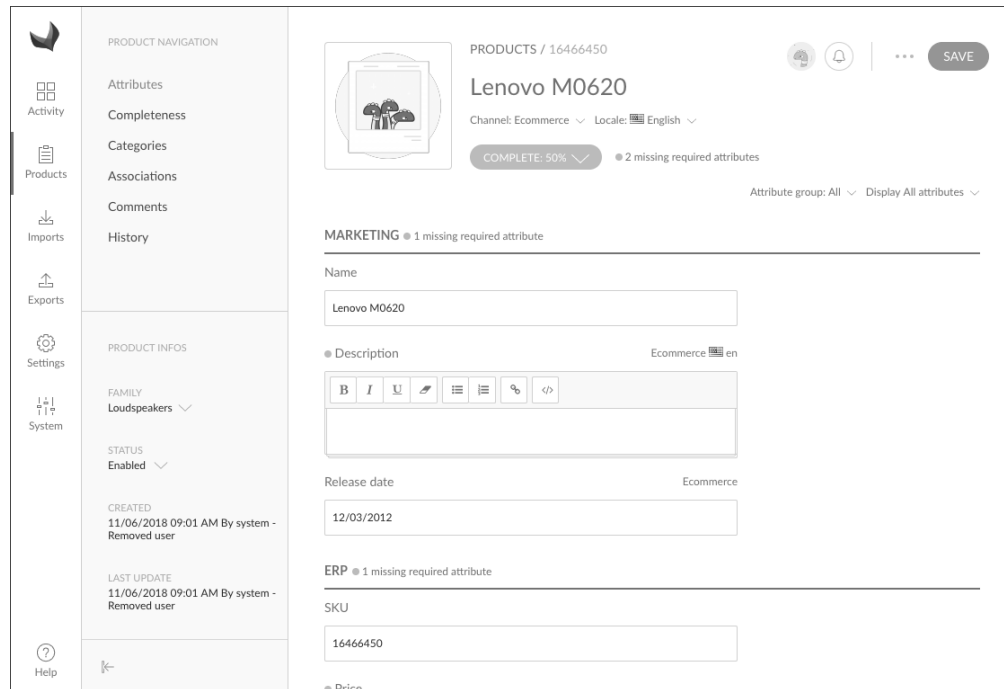 Activity
Products
Imports
Exports
Settings
System
Help
PRODUCT NAVIGATION
Attributes
Completeness
Categories
Associations
Comments
History
PRODUCT INFOS
FAMILY
Loudspeakers
STATUS
Enabled
CREATED
11/06/2018 09:01 AM By system -
Removed user
LAST UPDATE
11/06/2018 09:01 AM By system -
Removed user
PRODUCTS / 16466450
SAVE
Lenovo M0620
Channel: Ecommerce Locale: English
COMPLETE: 50% 2 missing required attributes
Attribute group: All Display All attributes
MARKETING 1 missing required attribute
Name
Lenovo M0620
Description Ecommerce en
B I U </>
Release date Ecommerce
12/03/2012
ERP 1 missing required attribute
SKU
16466450
Price